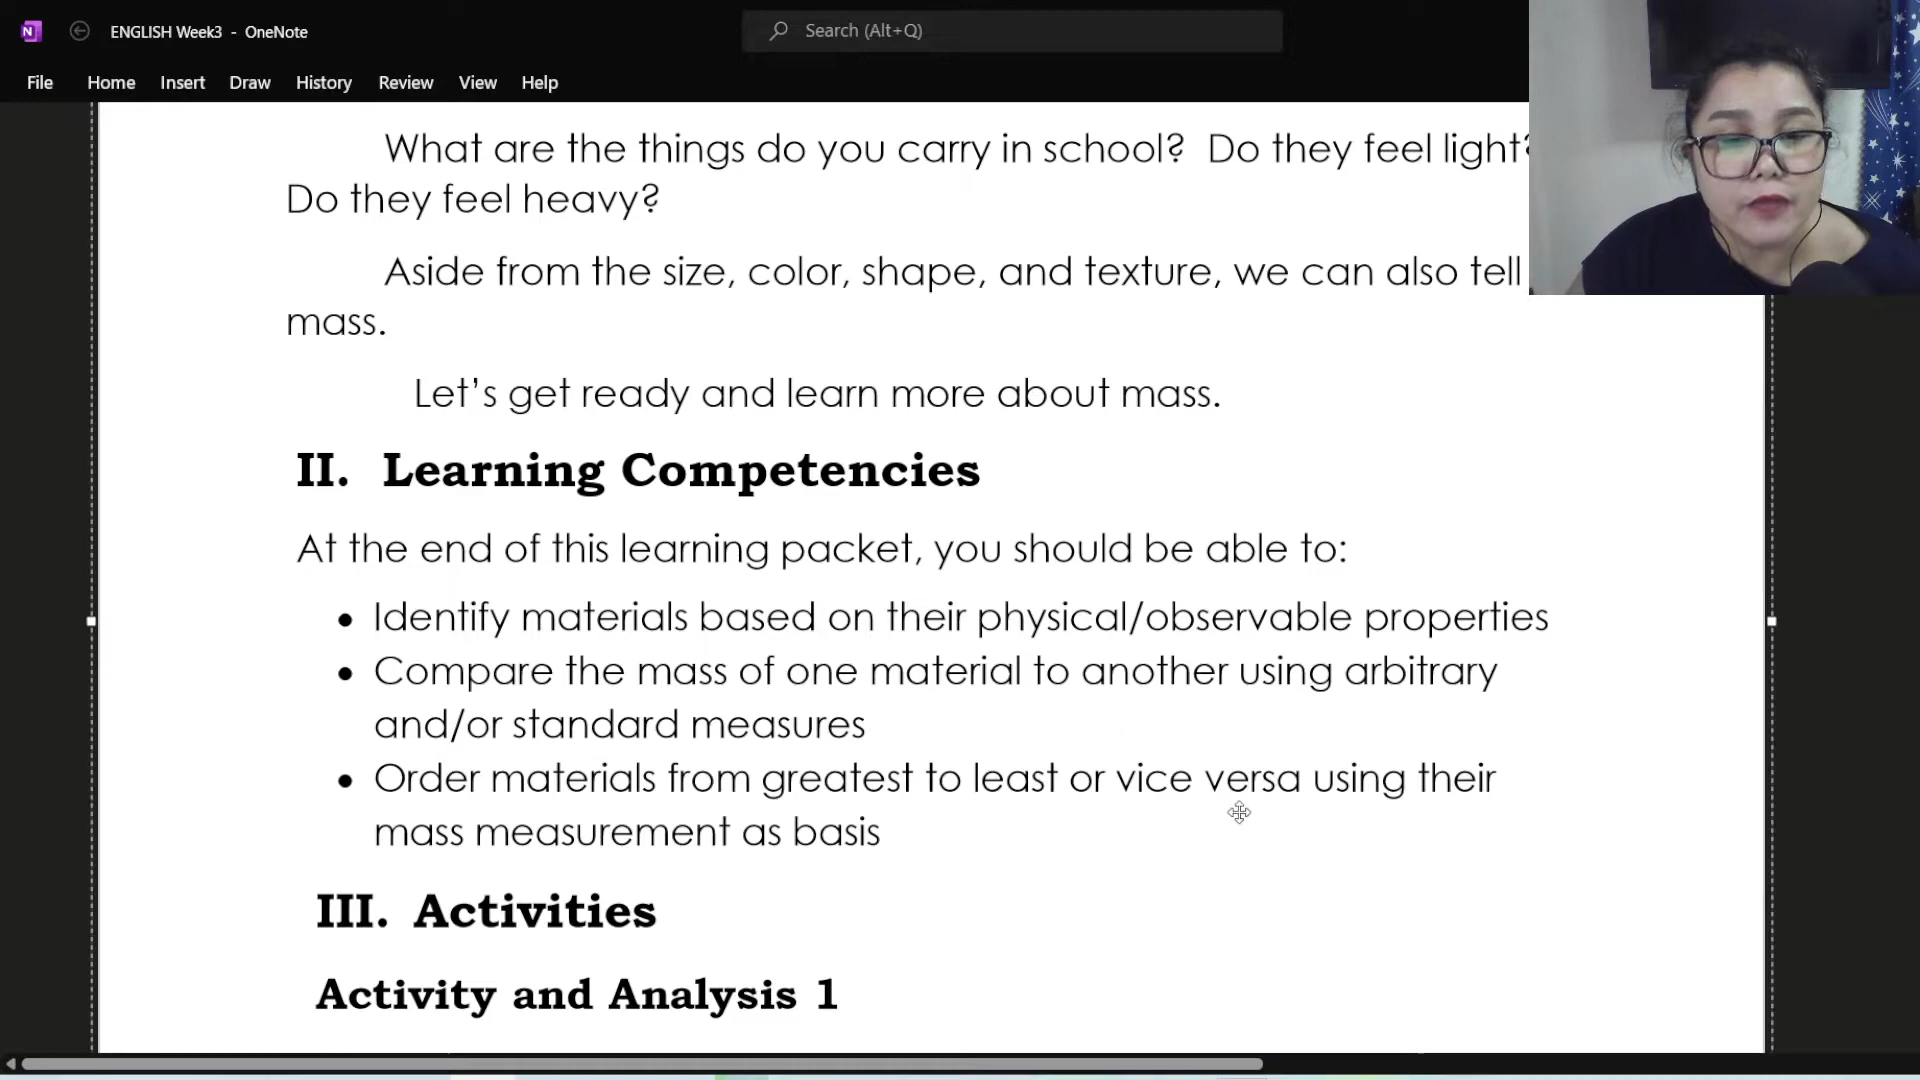 ENGLISH Week3 - OneNote
Search (Alt+Q)
File Home Insert Draw History Review View Help
What are the things do you carry in school? Do they feel light?
Do they feel heavy?
Aside from the size, color, shape, and texture, we can also tell
mass.
Let’s get ready and learn more about mass.
II. Learning Competencies
At the end of this learning packet, you should be able to:
• Identify materials based on their physical/observable properties
• Compare the mass of one material to another using arbitrary
and/or standard measures
• Order materials from greatest to least or vice versa using their
mass measurement as basis
III. Activities
Activity and Analysis 1